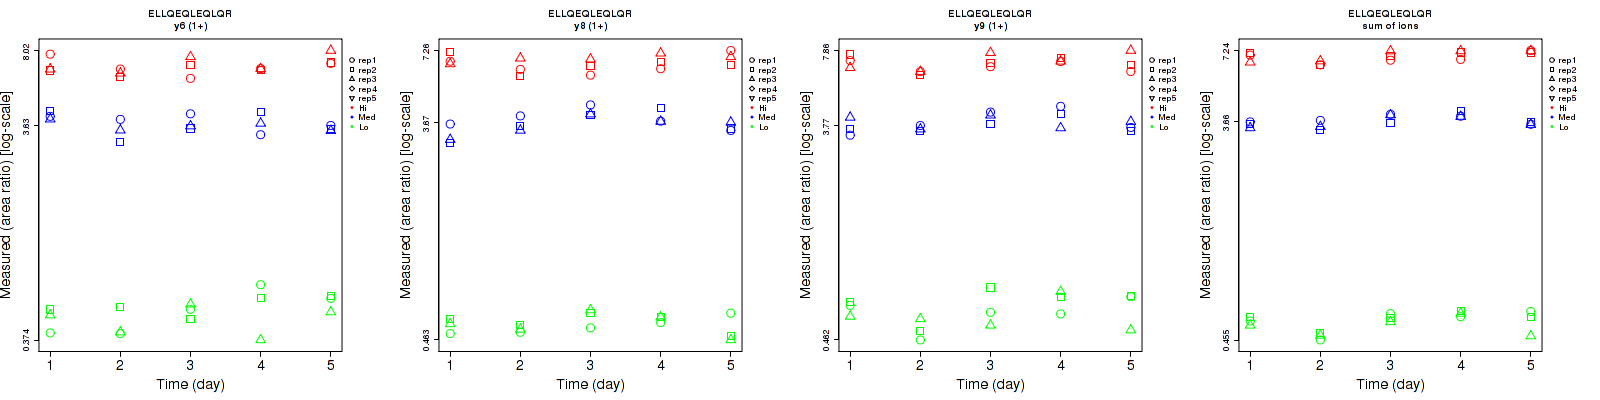 ELLQEQLEQLQR
y6 (1+)
Measured (area ratio) [log-scale]
8.02
3.83
0.374
1 2 3 4 5
Time (day)
rep1
rep2
rep3
rep4
rep5
Hi
Med
Lo
ELLQEQLEQLQR
y8 (1+)
Measured (area ratio) [log-scale]
7.26
3.67
0.463
1 2 3 4 5
Time (day)
rep1
rep2
rep3
rep4
rep5
Hi
Med
Lo
ELLQEQLEQLQR
y9 (1+)
Measured (area ratio) [log-scale]
7.86
3.77
0.462
1 2 3 4 5
Time (day)
rep1
rep2
rep3
rep4
rep5
Hi
Med
Lo
ELLQEQLEQLQR
sum of ions
Measured (area ratio) [log-scale]
7.24
3.66
0.455
1 2 3 4 5
Time (day)
rep1
rep2
rep3
rep4
rep5
Hi
Med
Lo